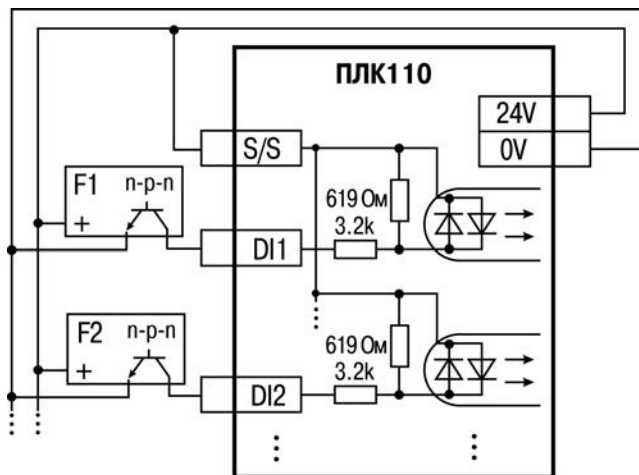 ПЛК110
24V
0V
S/S
F1
n-p-n
+
619 Ом
3.2k
DI1
F2
n-p-n
+
619 Ом
3.2k
DI2